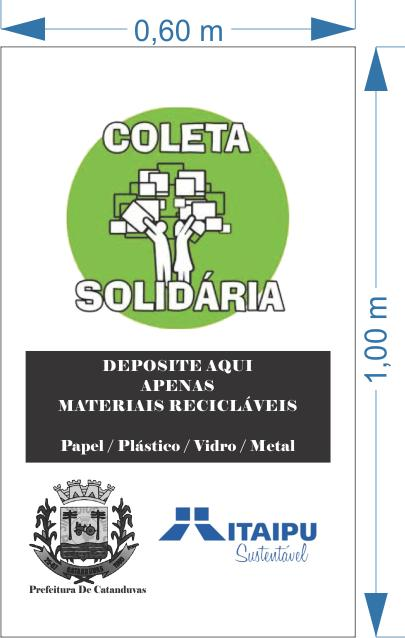 0,60 m
COLETA
SOLIDÁRIA
1,00 m
DEPOSITE AQUI
APENAS
MATERIAIS RECICLÁVEIS
Papel / Plástico / Vidro / Metal
CATANDUVAS
Prefeitura De Catanduvas
ITAIPU
Sustentável